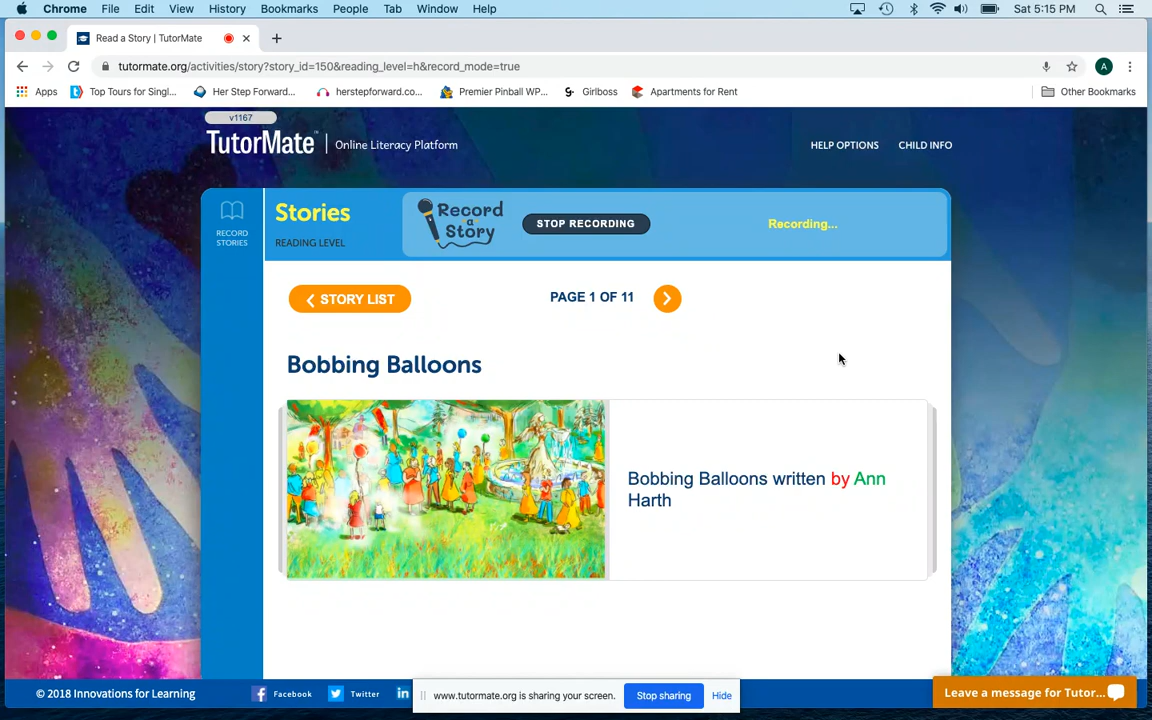 Chrome File Edit View History Bookmarks People Tab Window Help Sat 5:15 PM
Read a Story | TutorMate
tutormate.org/activities/story?story_id=150&reading_level=h&record_mode=true A
Apps Top Tours for Singl... Her Step Forward... herstepforward.co... Premier Pinball WP... Girlboss Apartments for Rent Other Bookmarks
v1167
TutorMate | Online Literacy Platform HELP OPTIONS CHILD INFO
RECORD
STORIES
Stories
READING LEVEL
Record
a
Story
STOP RECORDING Recording...
STORY LIST PAGE 1 OF 11
Bobbing Balloons
Bobbing Balloons written by Ann
Harth
© 2018 Innovations for Learning Facebook Twitter in
www.tutormate.org is sharing your screen. Stop sharing Hide
Leave a message for Tutor...